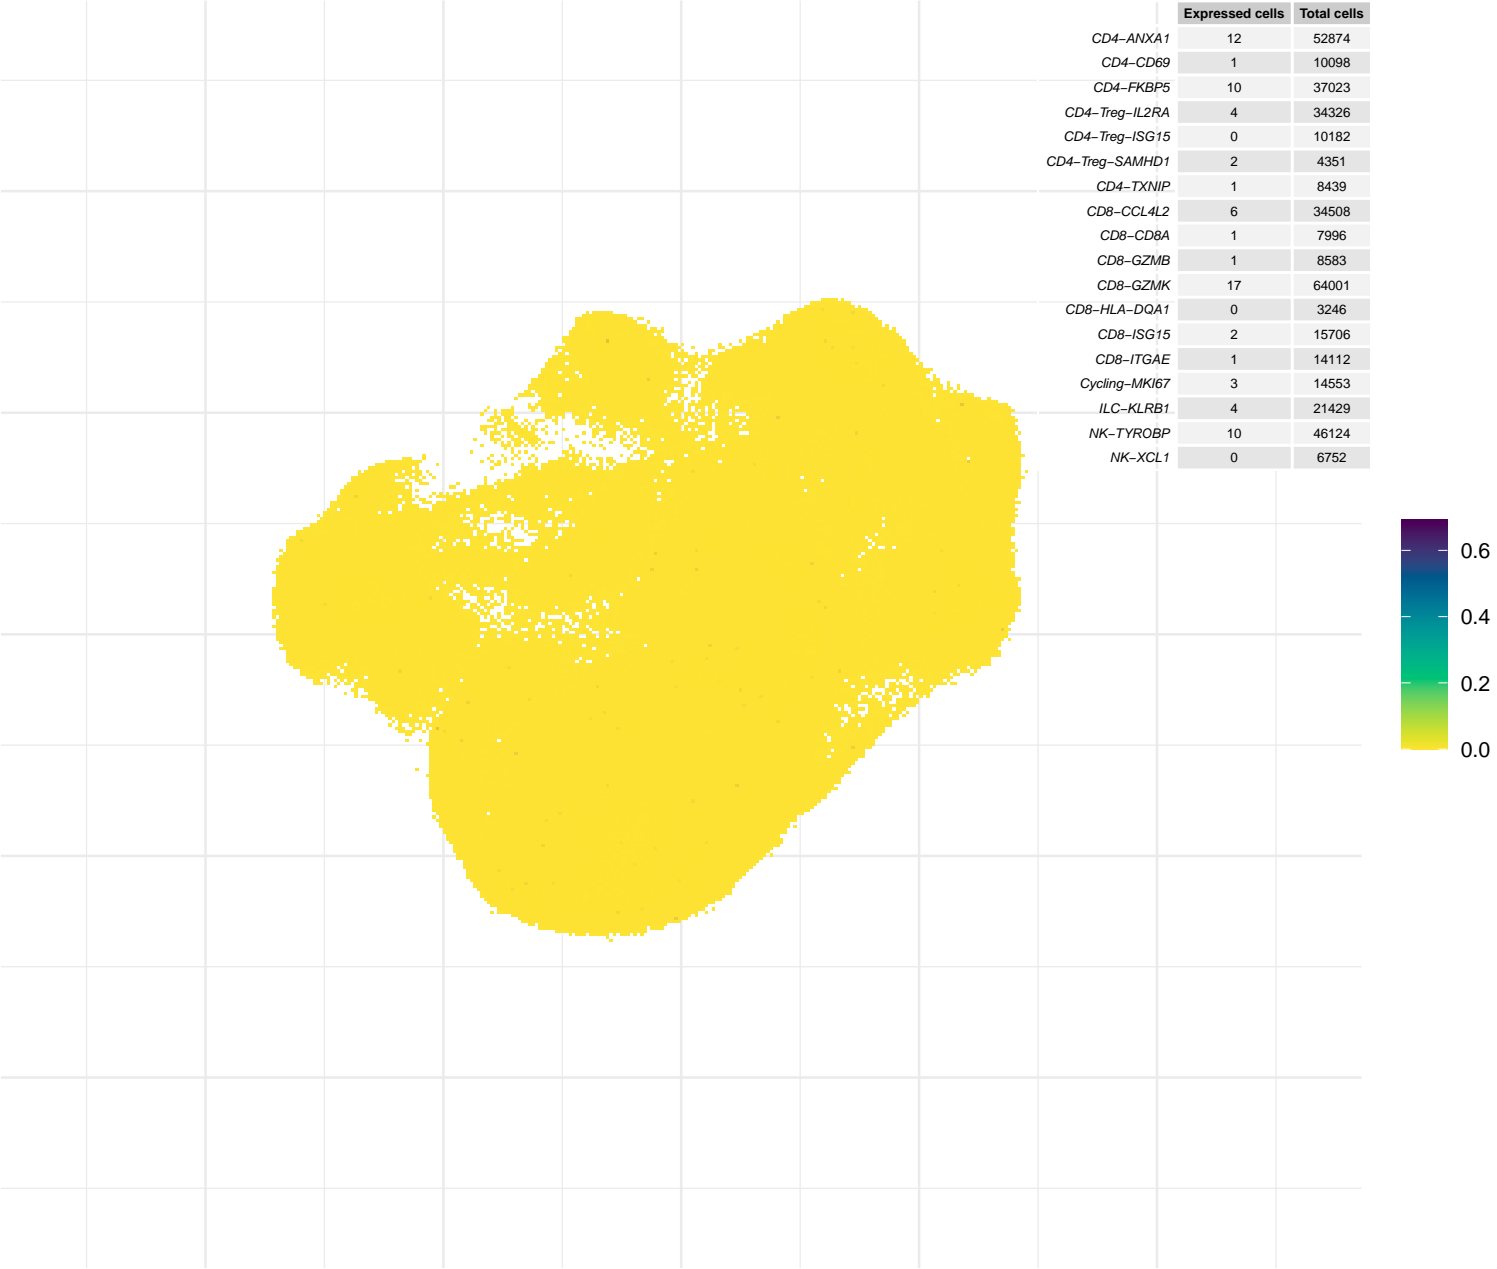 Expressed cells Total cells
CD4−ANXA1 12 52874
CD4−CD69 1 10098
CD4−FKBP5 10 37023
CD4−Treg−IL2RA 4 34326
CD4−Treg−ISG15 0 10182
CD4−Treg−SAMHD1 2 4351
CD4−TXNIP 1 8439
CD8−CCL4L2 6 34508
CD8−CD8A 1 7996
CD8−GZMB 1 8583
CD8−GZMK 17 64001
CD8−HLA−DQA1 0 3246
CD8−ISG15 2 15706
CD8−ITGAE 1 14112
Cycling−MKI67 3 14553
ILC−KLRB1 4 21429
NK−TYROBP 10 46124
NK−XCL1 0 6752
0.6
0.4
0.2
0.0